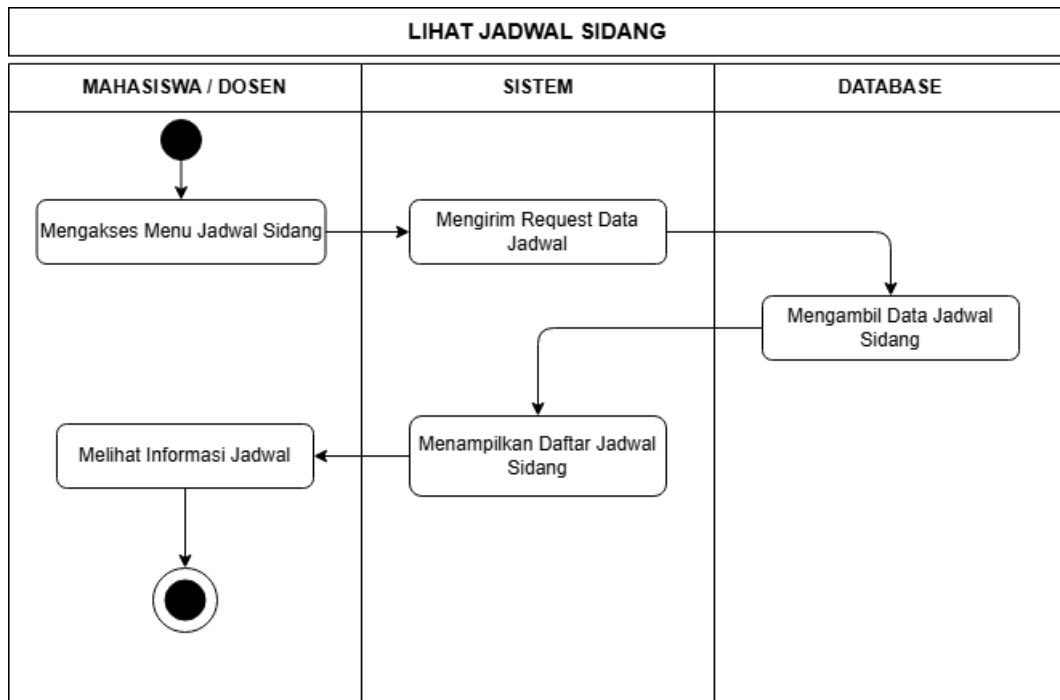 LIHAT JADWAL SIDANG
MAHASISWA / DOSEN
SISTEM
DATABASE
Mengakses Menu Jadwal Sidang
Mengirim Request Data
Jadwal
Mengambil Data Jadwal
Sidang
Menampilkan Daftar Jadwal
Sidang
Melihat Informasi Jadwal